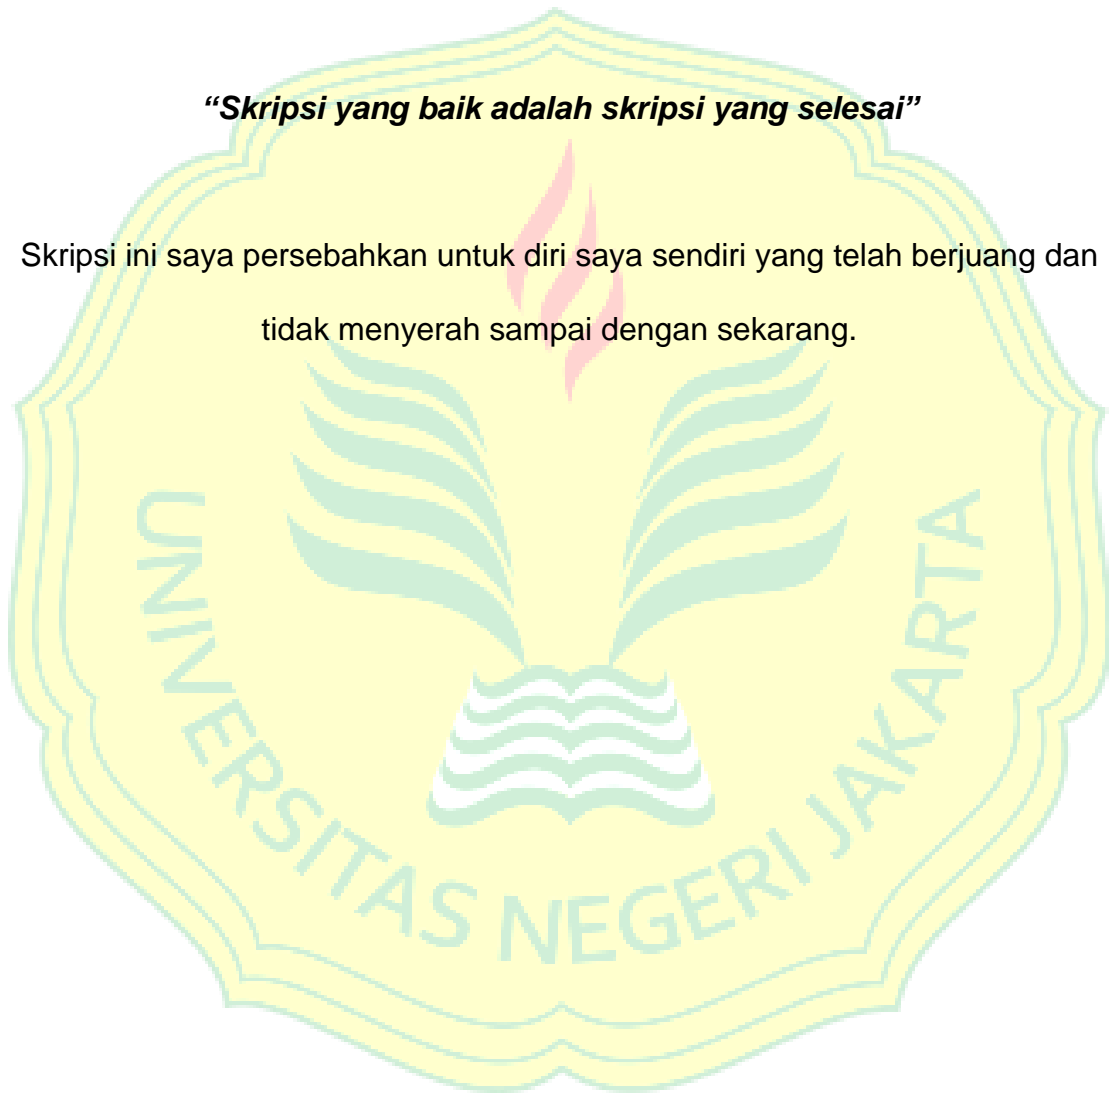 “Skripsi yang baik adalah skripsi yang selesai”
Skripsi ini saya persebahkan untuk diri saya sendiri yang telah berjuang dan
tidak menyerah sampai dengan sekarang.
UNIVERSITAS NEGERI JAKARTA